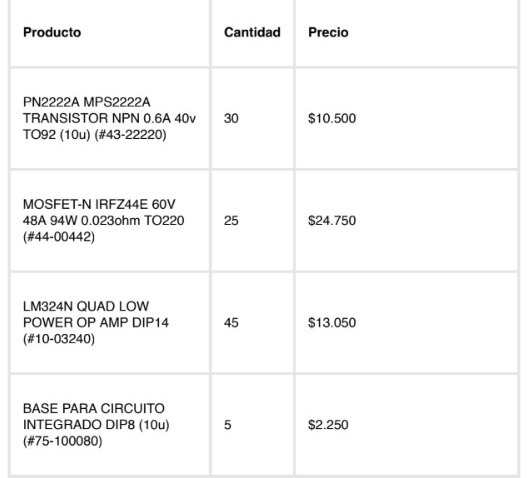 Producto Cantidad Precio
PN2222A MPS2222A
TRANSISTOR NPN 0.6A 40v 30 $10.500
TO92 (10u) (#43-22220)
MOSFET-N IRFZ44E 60V
48A 94W 0.023ohm TO220 25 $24.750
(#44-00442)
LM324N QUAD LOW
POWER OP AMP DIP14 45 $13.050
(#10-03240)
BASE PARA CIRCUITO
INTEGRADO DIP8 (10u) 5 $2.250
(#75-100080)